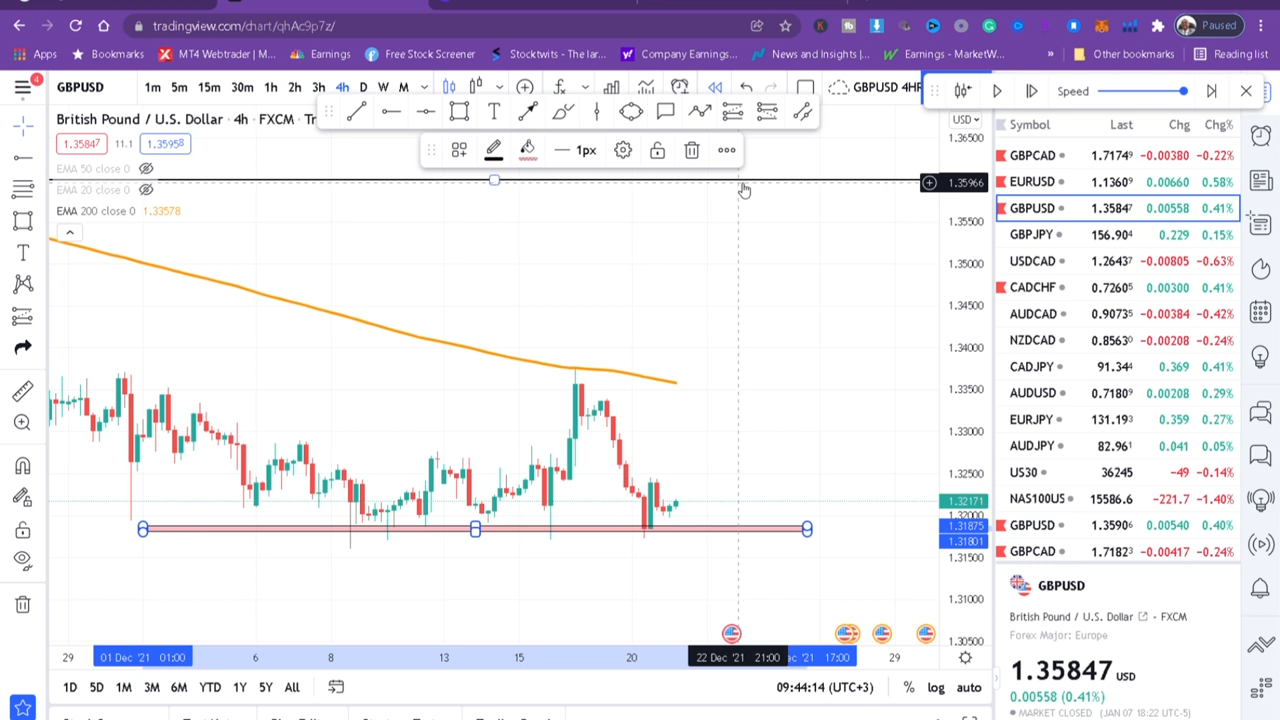 tradingview.com/chart/qhAc9p7z/
Paused
Apps
Bookmarks
MT4 Webtrader | M...
Earnings
Free Stock Screener
Stocktwits - The lar...
Company Earnings...
News and Insights |...
Earnings - MarketW...
»
Other bookmarks
Reading list
4
GBPUSD
1m 5m 15m 30m 1h 2h 3h 4h D W M
GBPUSD 4HR
Speed
British Pound / U.S. Dollar · 4h · FXCM · Tr
1.35847 11.1 1.35958
EMA 50 close 0
EMA 20 close 0
EMA 200 close 0 1.33578
1px
USD
1.36500
1.35966
1.35500
1.35000
1.34500
1.34000
1.33500
1.33000
1.32500
1.32171
1.32000
1.31875
1.31801
1.31500
1.31000
1.30500
29 01 Dec '21 01:00 6 8 13 15 20 22 Dec '21 21:00 ec '21 17:00 29
1D 5D 1M 3M 6M YTD 1Y 5Y All
09:44:14 (UTC+3) % log auto
Symbol Last Chg Chg%
GBPCAD 1.71749 -0.00380 -0.22%
EURUSD 1.13609 0.00660 0.58%
GBPUSD 1.35847 0.00558 0.41%
GBPJPY 156.904 0.229 0.15%
USDCAD 1.26437 -0.00805 -0.63%
CADCHF 0.72605 0.00300 0.41%
AUDCAD 0.90735 -0.00384 -0.42%
NZDCAD 0.85630 -0.00208 -0.24%
CADJPY 91.344 0.369 0.41%
AUDUSD 0.71809 0.00208 0.29%
EURJPY 131.193 0.359 0.27%
AUDJPY 82.961 0.041 0.05%
US30 36245 -49 -0.14%
NAS100US 15586.6 -221.7 -1.40%
GBPUSD 1.35906 0.00540 0.40%
GBPCAD 1.71823 -0.00417 -0.24%
GBPUSD
British Pound / U.S. Dollar - FXCM
Forex Major: Europe
1.35847 USD
0.00558 (0.41%)
MARKET CLOSED (JAN 07 18:22 UTC-5)